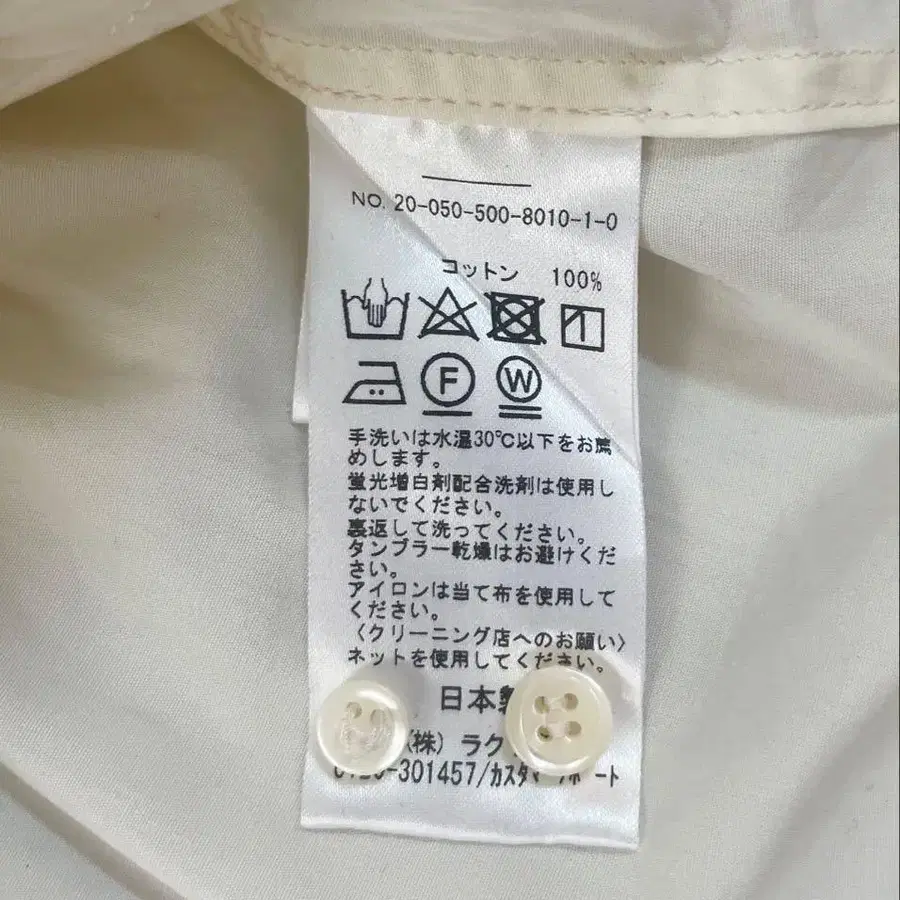 NO. 20-050-500-8010-1-0
コットン 100%
F W
手洗いは水温30℃以下をお薦
めします。
蛍光増白剤配合洗剤は使用し
ないでください。
裏返して洗ってください。
タンブラー乾燥はお避けくだ
さい。
アイロンは当て布を使用して
ください。
〈クリーニング店へのお願い〉
ネットを使用してください。
日本製
(株) ラク
301457/カスタマー